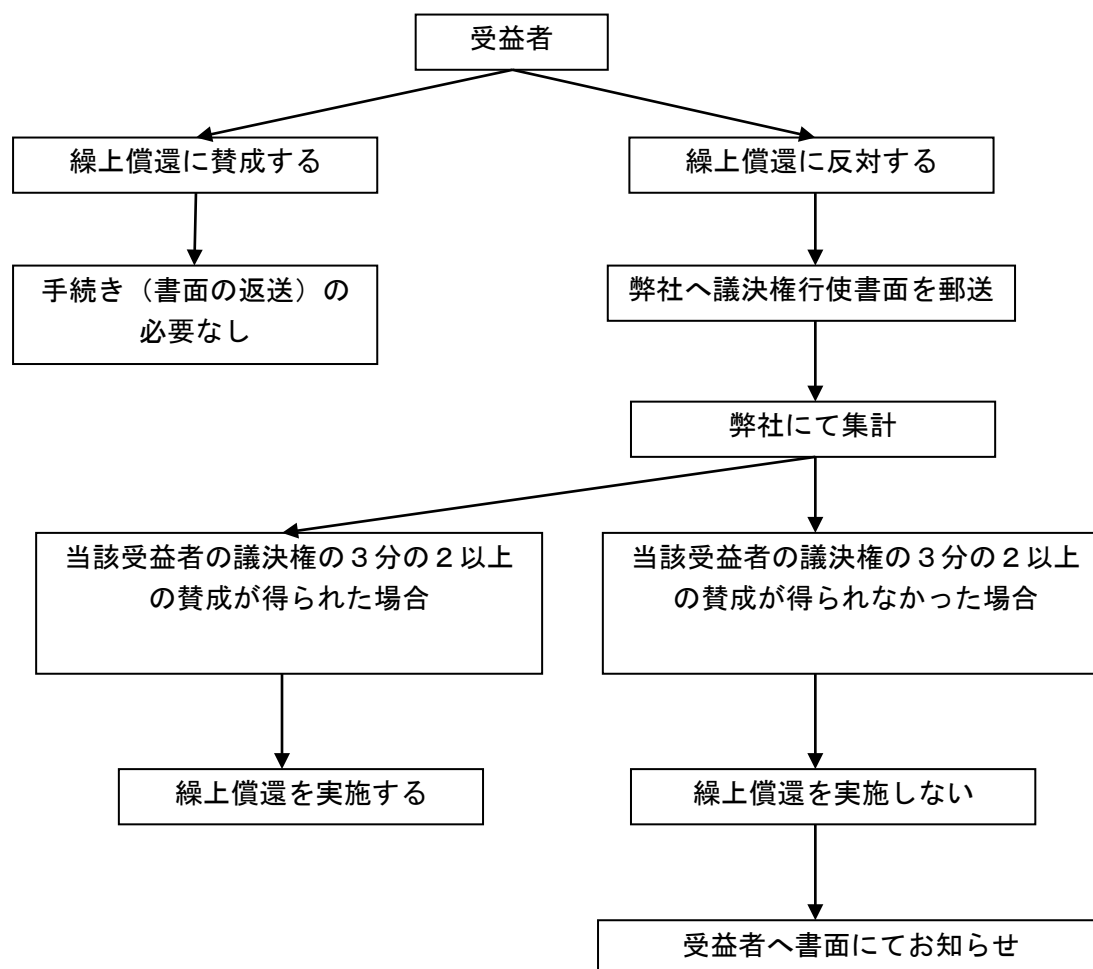 受益者
繰上償還に賛成する
繰上償還に反対する
手続き（書面の返送）の
必要なし
弊社へ議決権行使書面を郵送
弊社にて集計
当該受益者の議決権の３分の２以上
の賛成が得られた場合
当該受益者の議決権の３分の２以上
の賛成が得られなかった場合
繰上償還を実施する
繰上償還を実施しない
受益者へ書面にてお知らせ